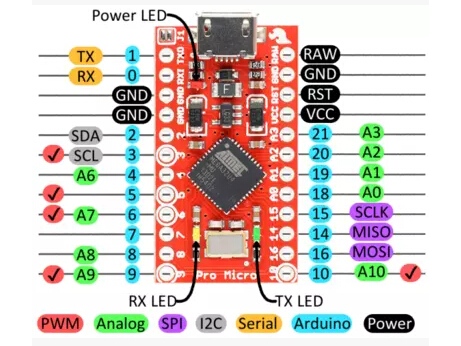 Power LED
TX 1 TXO J1 RAW RAW
RX 0 RXI GND GND
GND GND RST RST
GND GND VCC VCC
SDA 2 2 A3 21 A3
SCL 3 3 A2 20 A2
A6 4 4 A1 19 A1
5 5 A0 18 A0
A7 6 6 15 15 SCLK
7 7 14 14 MISO
A8 8 8 16 16 MOSI
A9 9 9 Pro Micro 10 10 A10
F
RX LED TX LED
PWM Analog SPI I2C Serial Arduino Power